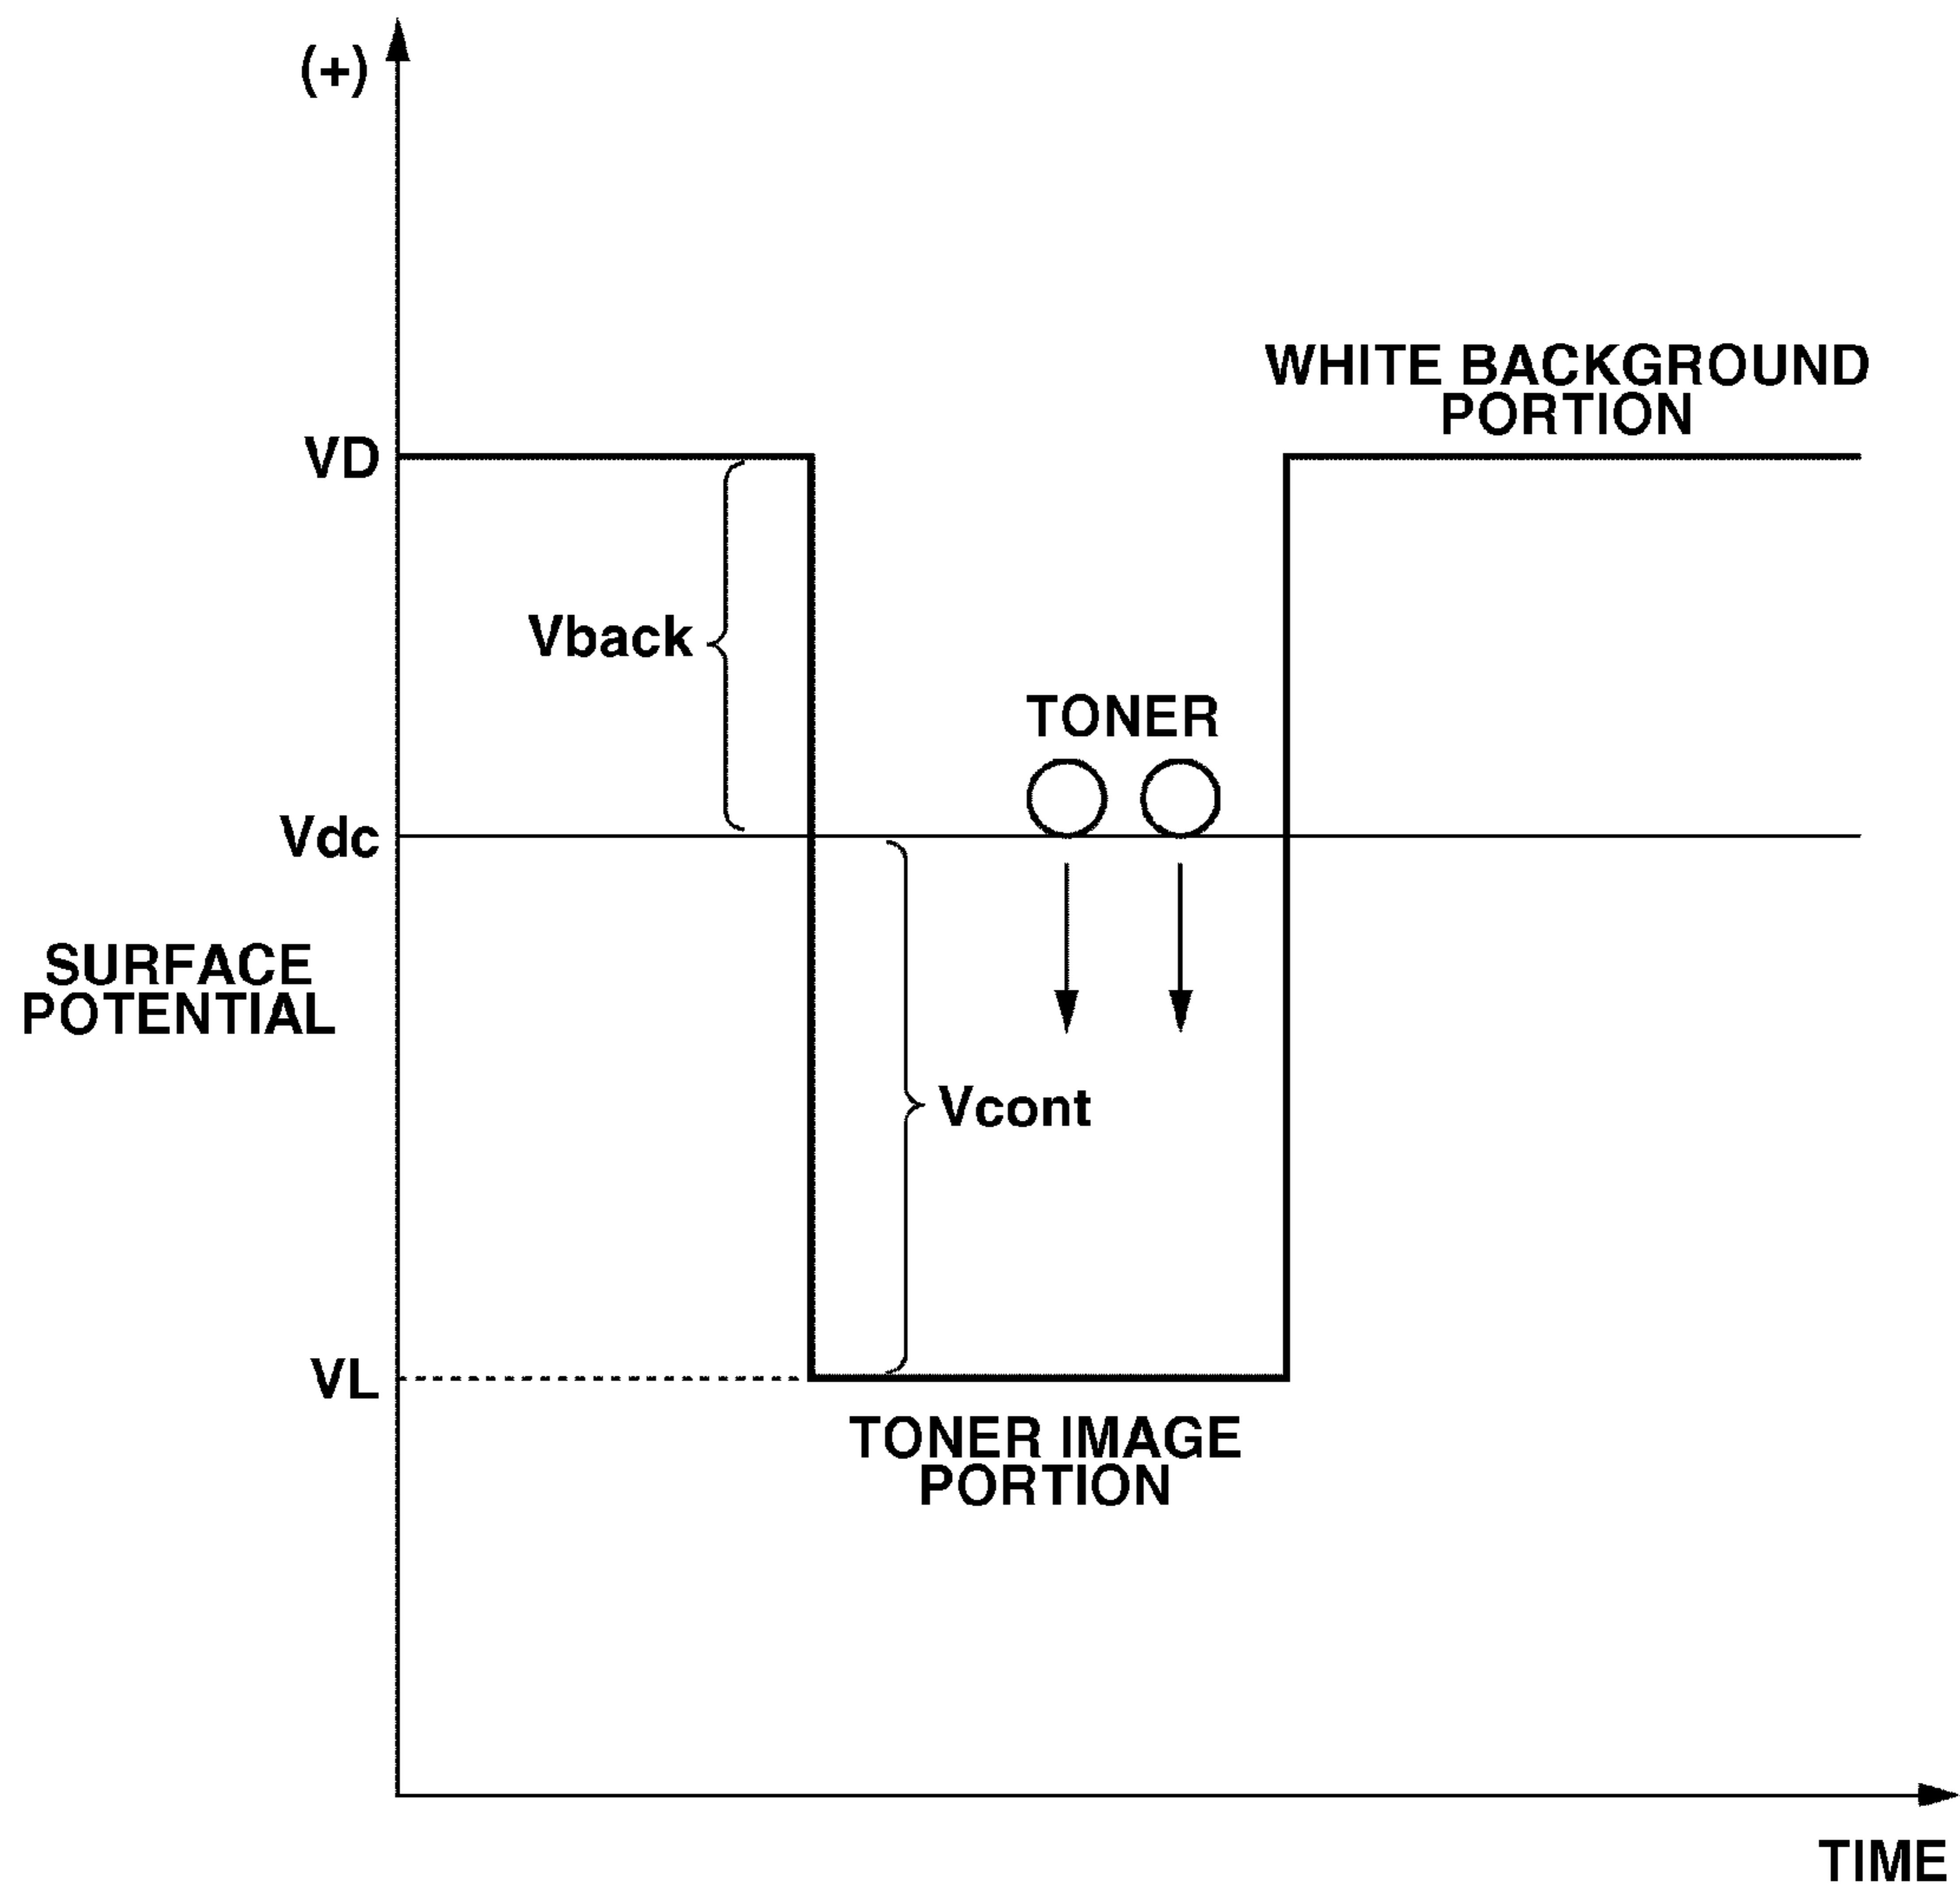 (+)
WHITE BACKGROUND
PORTION
VD
Vback
TONER
Vdc
SURFACE
POTENTIAL
Vcont
VL
TONER IMAGE
PORTION
TIME